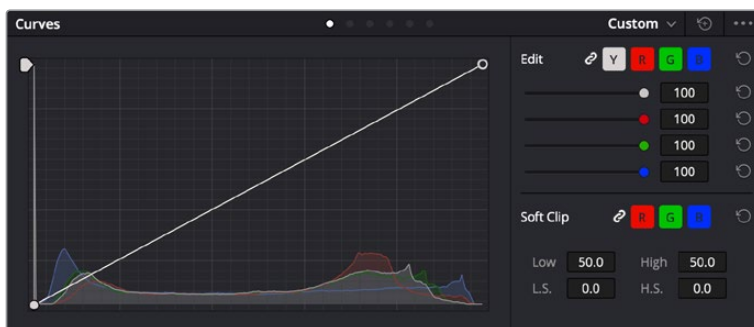 Curves
Custom
Edit Y R G B
100
100
100
100
Soft Clip R G B
Low 50.0 High 50.0
L.S. 0.0 H.S. 0.0